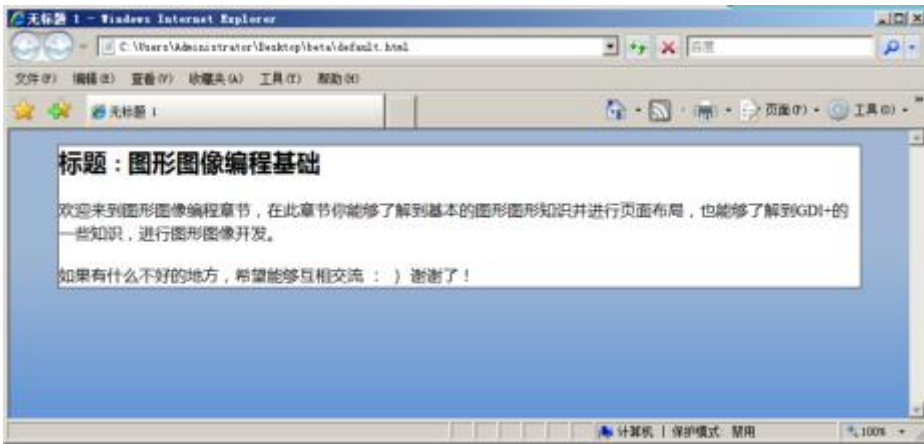 无标题 1 - Windows Internet Explorer
C:\Users\Administrator\Desktop\beta\default.html
百度
文件(F) 编辑(E) 查看(V) 收藏夹(A) 工具(T) 帮助(H)
无标题 1
页面(P) 工具(O)
标题：图形图像编程基础
欢迎来到图形图像编程章节，在此章节你能够了解到基本的图形图形知识并进行页面布局，也能够了解到GDI+的
一些知识，进行图形图像开发。
如果有什么不好的地方，希望能够互相交流 ： ）谢谢了！
计算机 | 保护模式: 禁用
100%